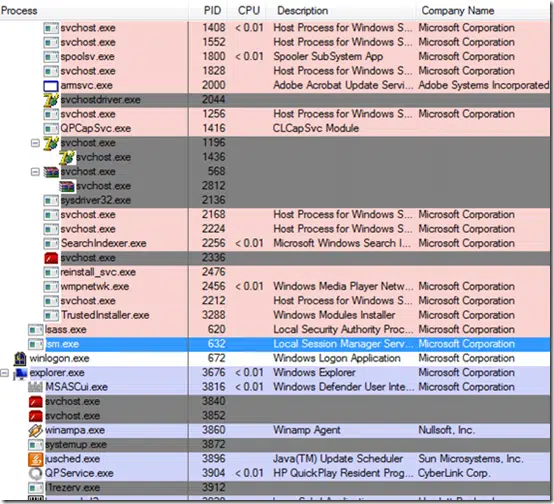 Process PID CPU Description Company Name
svchost.exe 1408 < 0.01 Host Process for Windows S... Microsoft Corporation
svchost.exe 1552 Host Process for Windows S... Microsoft Corporation
spoolsv.exe 1800 < 0.01 Spooler SubSystem App Microsoft Corporation
svchost.exe 1828 Host Process for Windows S... Microsoft Corporation
armsvc.exe 2000 Adobe Acrobat Update Servi... Adobe Systems Incorporated
svchostdriver.exe 2044
svchost.exe 1256 Host Process for Windows S... Microsoft Corporation
QPCapSvc.exe 1416 CLCapSvc Module
svchost.exe 1196
svchost.exe 1436
svchost.exe 568
svchost.exe 2812
sysdriver32.exe 2136
svchost.exe 2168 Host Process for Windows S... Microsoft Corporation
svchost.exe 2224 Host Process for Windows S... Microsoft Corporation
SearchIndexer.exe 2256 < 0.01 Microsoft Windows Search I... Microsoft Corporation
svchost.exe 2336
reinstall_svc.exe 2476
wmpnetwk.exe 2456 < 0.01 Windows Media Player Netw... Microsoft Corporation
svchost.exe 2212 Host Process for Windows S... Microsoft Corporation
TrustedInstaller.exe 3288 Windows Modules Installer Microsoft Corporation
lsass.exe 620 Local Security Authority Proc... Microsoft Corporation
lsm.exe 632 Local Session Manager Serv... Microsoft Corporation
winlogon.exe 672 Windows Logon Application Microsoft Corporation
explorer.exe 3676 < 0.01 Windows Explorer Microsoft Corporation
MSASCui.exe 3816 < 0.01 Windows Defender User Inte... Microsoft Corporation
svchost.exe 3840
svchost.exe 3852
winampa.exe 3860 Winamp Agent Nullsoft, Inc.
systemup.exe 3872
jusched.exe 3896 Java(TM) Update Scheduler Sun Microsystems, Inc.
QPService.exe 3904 < 0.01 HP QuickPlay Resident Prog... CyberLink Corp.
l1rezerv.exe 3912